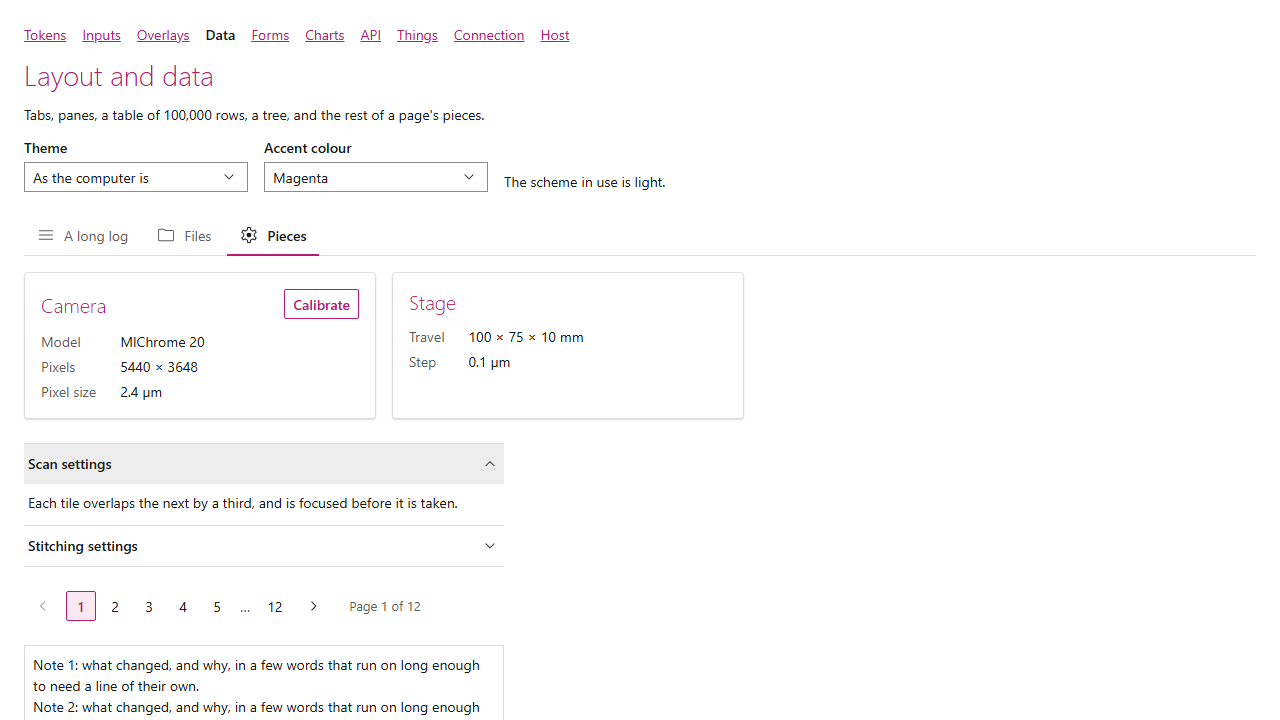 Tokens Inputs Overlays Data Forms Charts API Things Connection Host
Layout and data
Tabs, panes, a table of 100,000 rows, a tree, and the rest of a page's pieces.
Theme Accent colour
As the computer is Magenta The scheme in use is light.
A long log Files Pieces
Camera Calibrate
Model MIChrome 20
Pixels 5440 × 3648
Pixel size 2.4 µm
Stage
Travel 100 × 75 × 10 mm
Step 0.1 µm
Scan settings
Each tile overlaps the next by a third, and is focused before it is taken.
Stitching settings
1 2 3 4 5 … 12 Page 1 of 12
Note 1: what changed, and why, in a few words that run on long enough
to need a line of their own.
Note 2: what changed, and why, in a few words that run on long enough